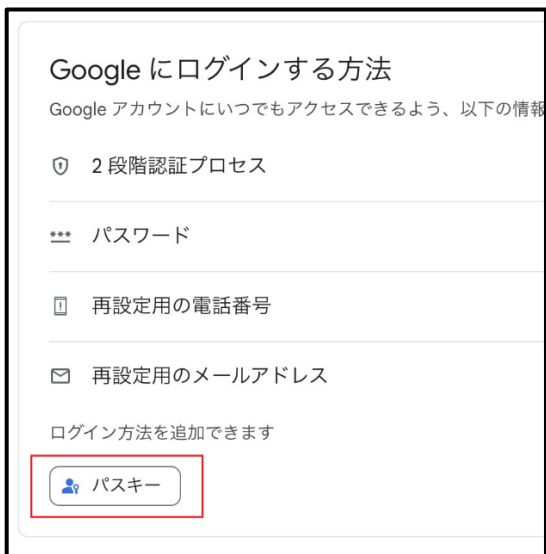 Google にログインする方法
Google アカウントにいつでもアクセスできるよう、以下の情報
2 段階認証プロセス
パスワード
再設定用の電話番号
再設定用のメールアドレス
ログイン方法を追加できます
パスキー